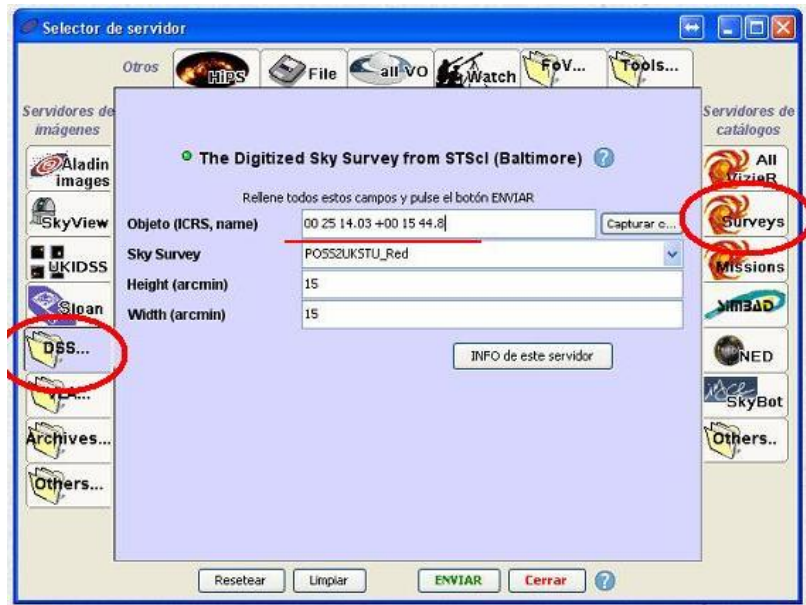 Selector de servidor
Otros
HiPS
File
all VO
Watch
FoV...
Tools...
Servidores de
imágenes
Servidores de
catálogos
Aladin
images
SkyView
UKIDSS
Sloan
DSS...
VLA...
Archives...
Others...
The Digitized Sky Survey from STScI (Baltimore) ?
Rellene todos estos campos y pulse el botón ENVIAR
Objeto (ICRS, name) 00 25 14.03 +00 15 44.8 Capturar c...
Sky Survey POSS2UKSTU_Red
Height (arcmin) 15
Width (arcmin) 15
INFO de este servidor
All
VizieR
Surveys
Missions
SIMBAD
NED
SkyBot
Others..
Resetear Limpiar ENVIAR Cerrar ?